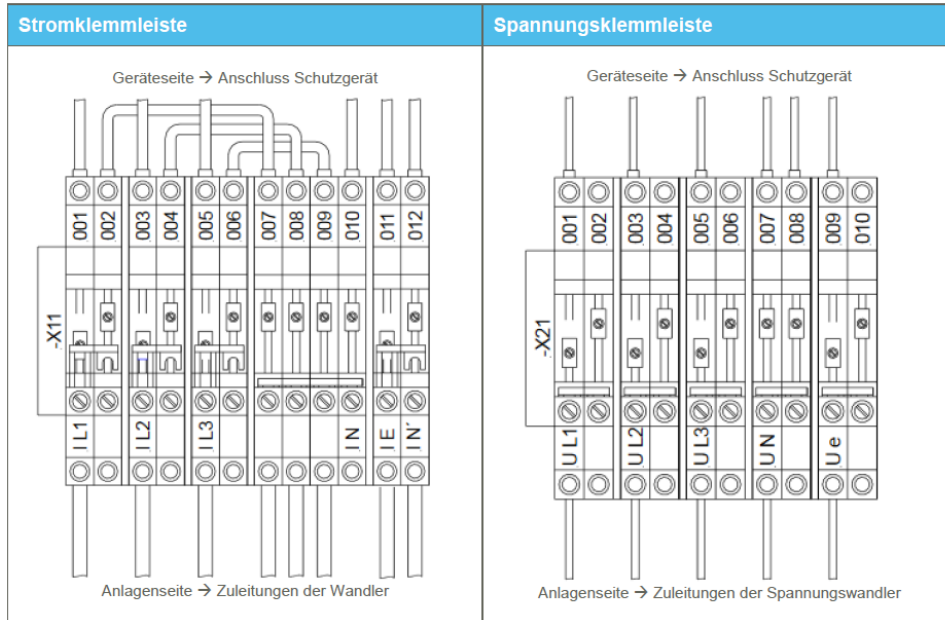 Stromklemmleiste
Geräteseite → Anschluss Schutzgerät
001 002 003 004 005 006 007 008 009 010 011 012
-X11
I L1 I L2 I L3 I N I E I N'
Anlagenseite → Zuleitungen der Wandler
Spannungsklemmleiste
Geräteseite → Anschluss Schutzgerät
001 002 003 004 005 006 007 008 009 010
-X21
U L1 U L2 U L3 U N U e
Anlagenseite → Zuleitungen der Spannungswandler